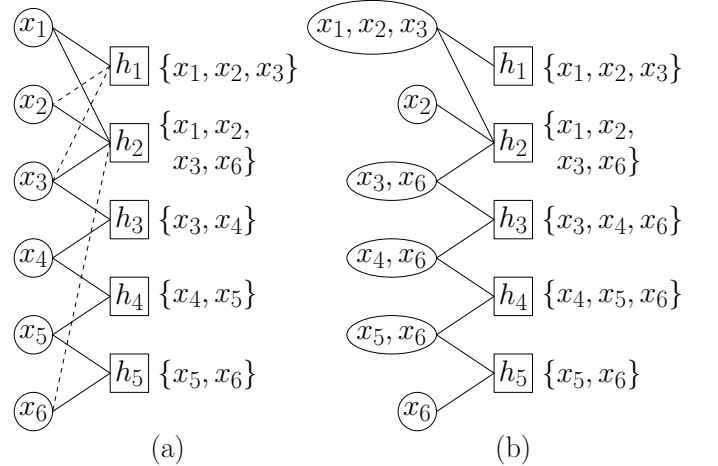 x₁ h₁ {x₁, x₂, x₃}
x₂ h₂ {x₁, x₂,
x₃, x₆}
x₃ h₃ {x₃, x₄}
x₄ h₄ {x₄, x₅}
x₅ h₅ {x₅, x₆}
x₆
(a)
x₁, x₂, x₃ h₁ {x₁, x₂, x₃}
x₂ h₂ {x₁, x₂,
x₃, x₆}
x₃, x₆ h₃ {x₃, x₄, x₆}
x₄, x₆ h₄ {x₄, x₅, x₆}
x₅, x₆ h₅ {x₅, x₆}
x₆
(b)